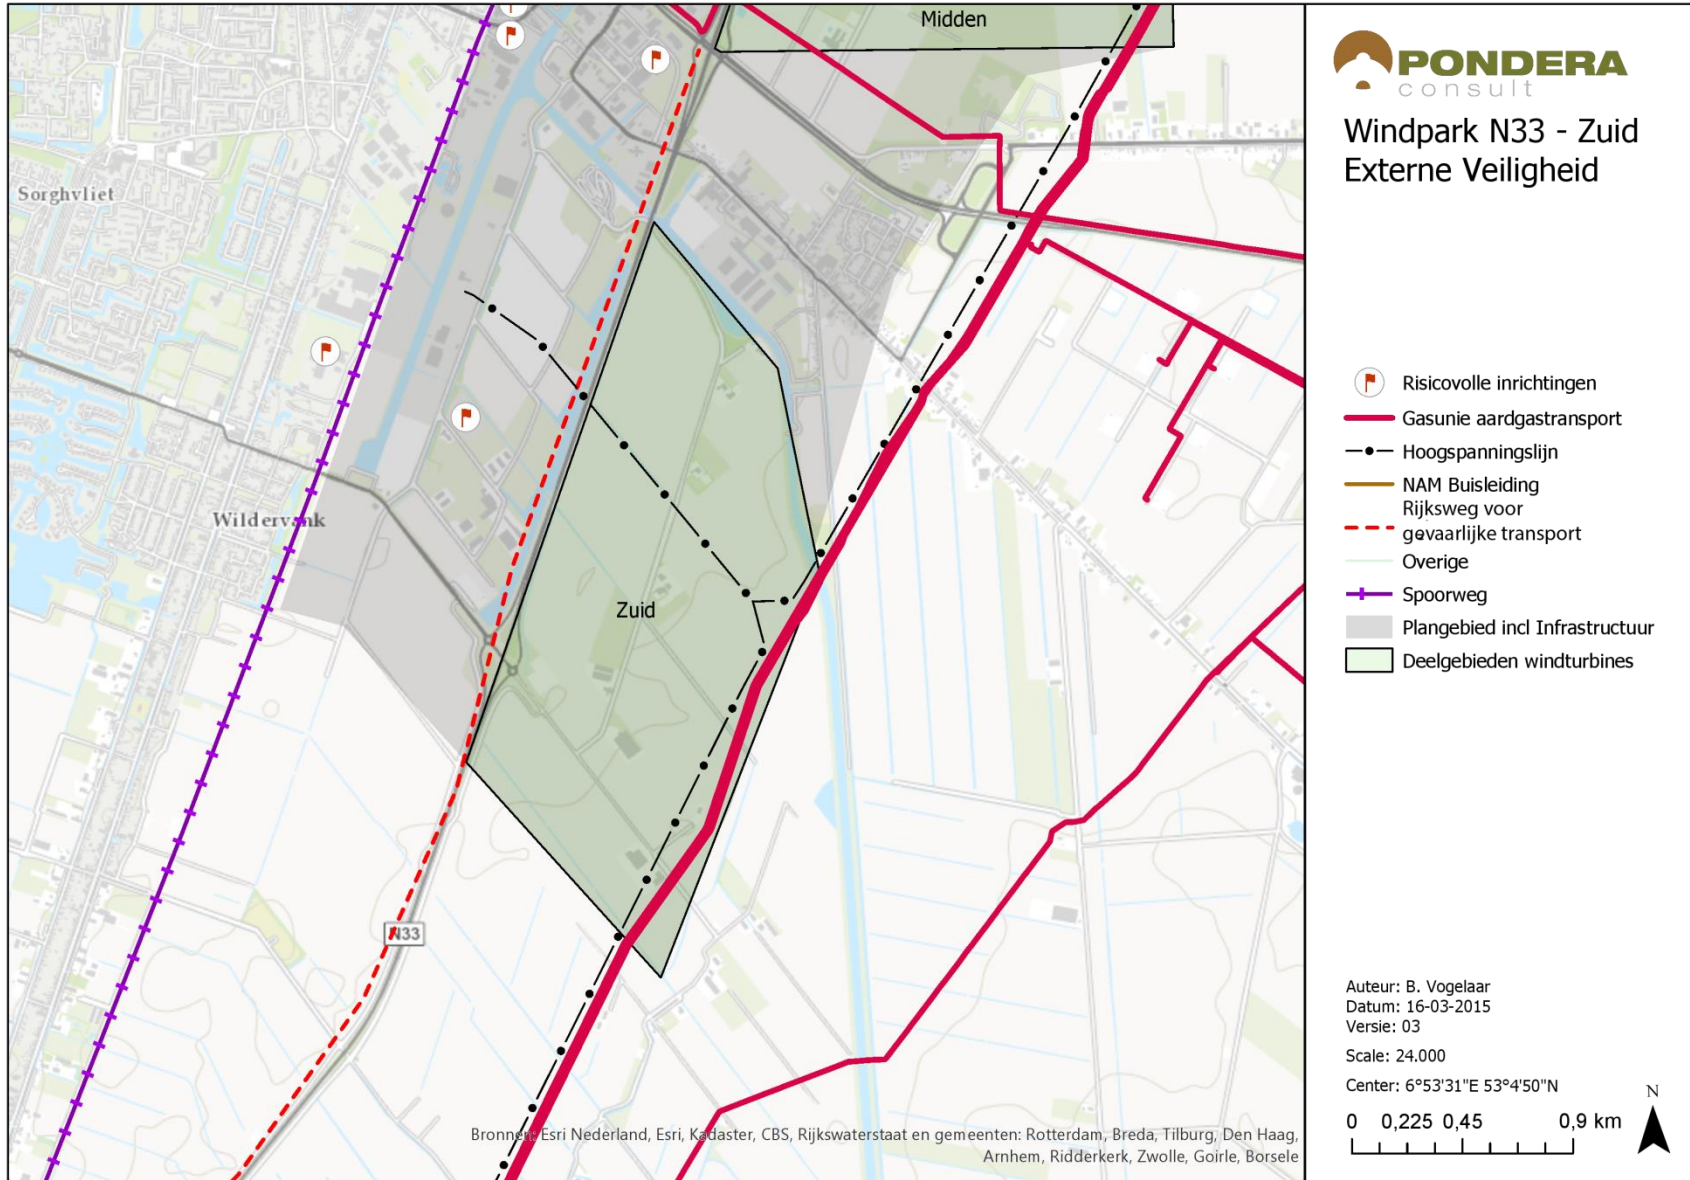 Midden
Sorghvliet
Wildervank
Zuid
N33
Bronnen: Esri Nederland, Esri, Kadaster, CBS, Rijkswaterstaat en gemeenten: Rotterdam, Breda, Tilburg, Den Haag,
Arnhem, Ridderkerk, Zwolle, Goirle, Borsele
PONDERA
consult
Windpark N33 - Zuid
Externe Veiligheid
Risicovolle inrichtingen
Gasunie aardgastransport
Hoogspanningslijn
NAM Buisleiding
Rijksweg voor
gevaarlijke transport
Overige
Spoorweg
Plangebied incl Infrastructuur
Deelgebieden windturbines
Auteur: B. Vogelaar
Datum: 16-03-2015
Versie: 03
Scale: 24.000
Center: 6°53'31"E 53°4'50"N
N
0 0,225 0,45 0,9 km